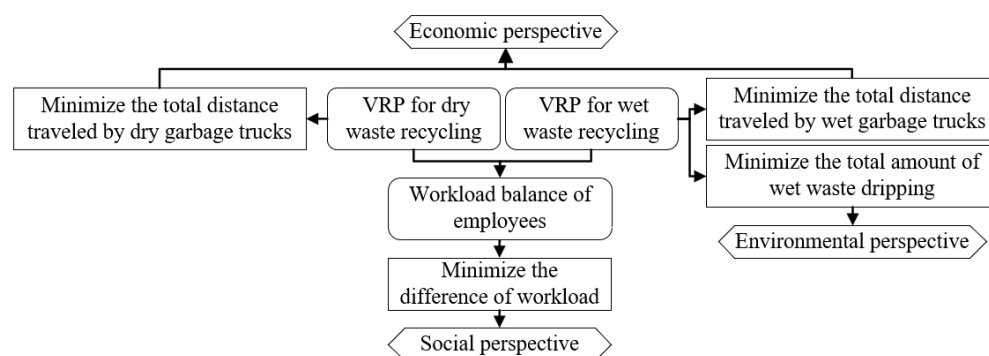 Economic perspective
Minimize the total distance
traveled by dry garbage trucks
VRP for dry
waste recycling
VRP for wet
waste recycling
Minimize the total distance
traveled by wet garbage trucks
Minimize the total amount of
wet waste dripping
Workload balance of
employees
Environmental perspective
Minimize the
difference of workload
Social perspective